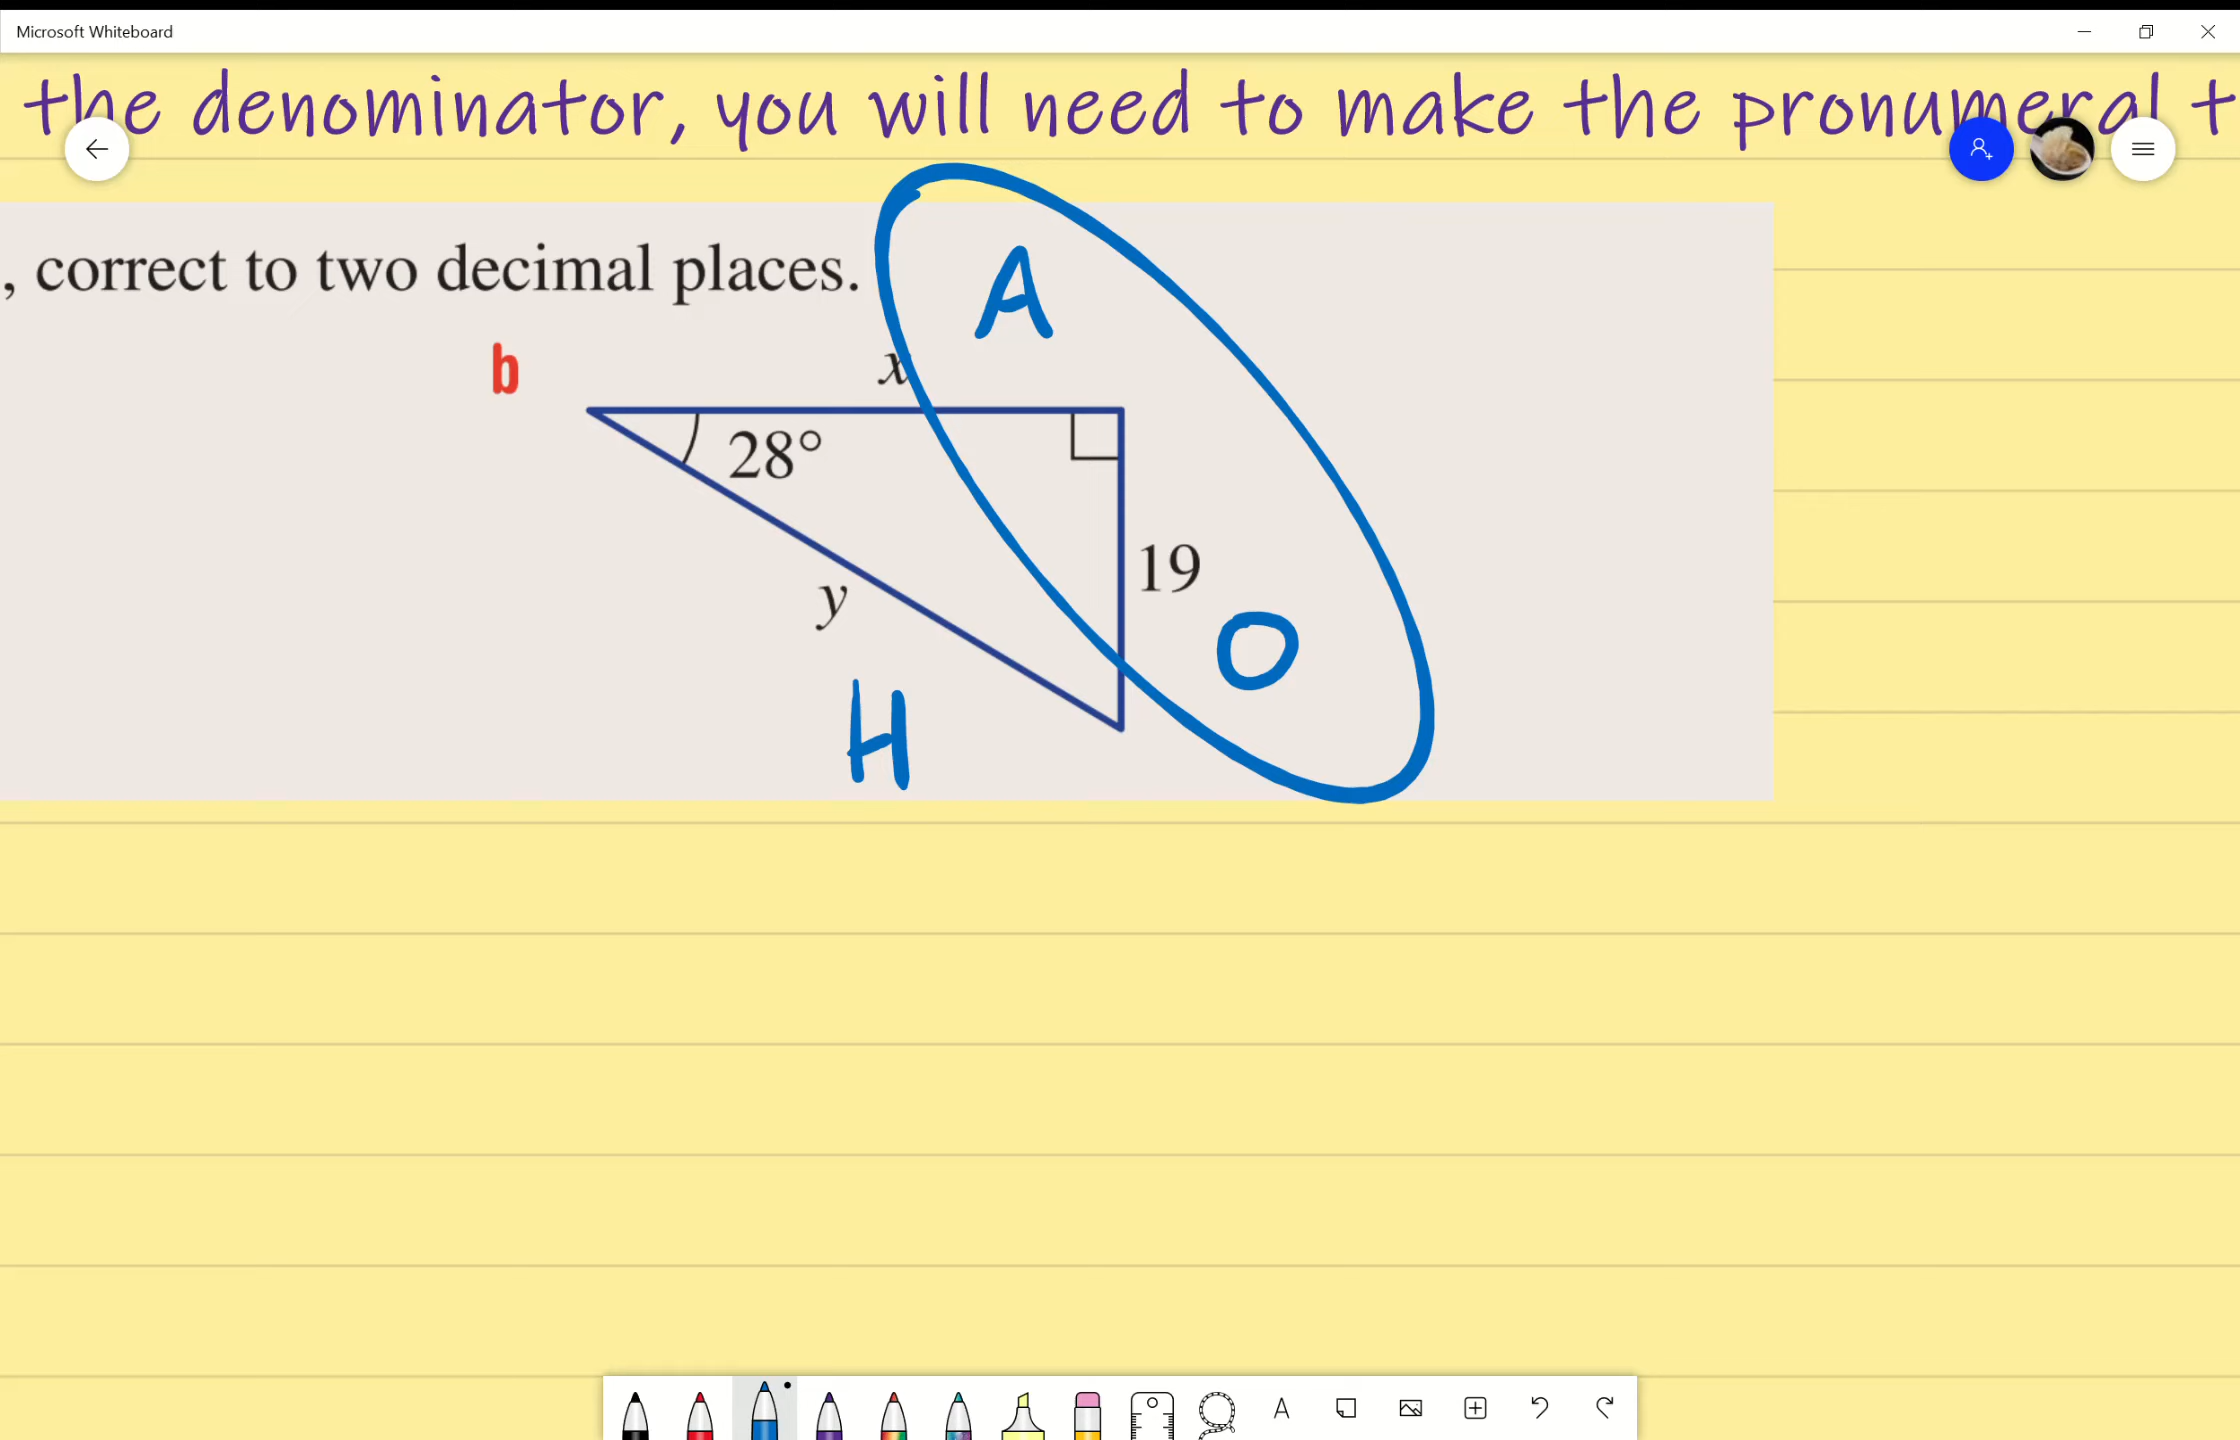 Microsoft Whiteboard
the denominator, you will need to make the pronumeral t
, correct to two decimal places.
A
b
x
28°
19
y
O
H
A